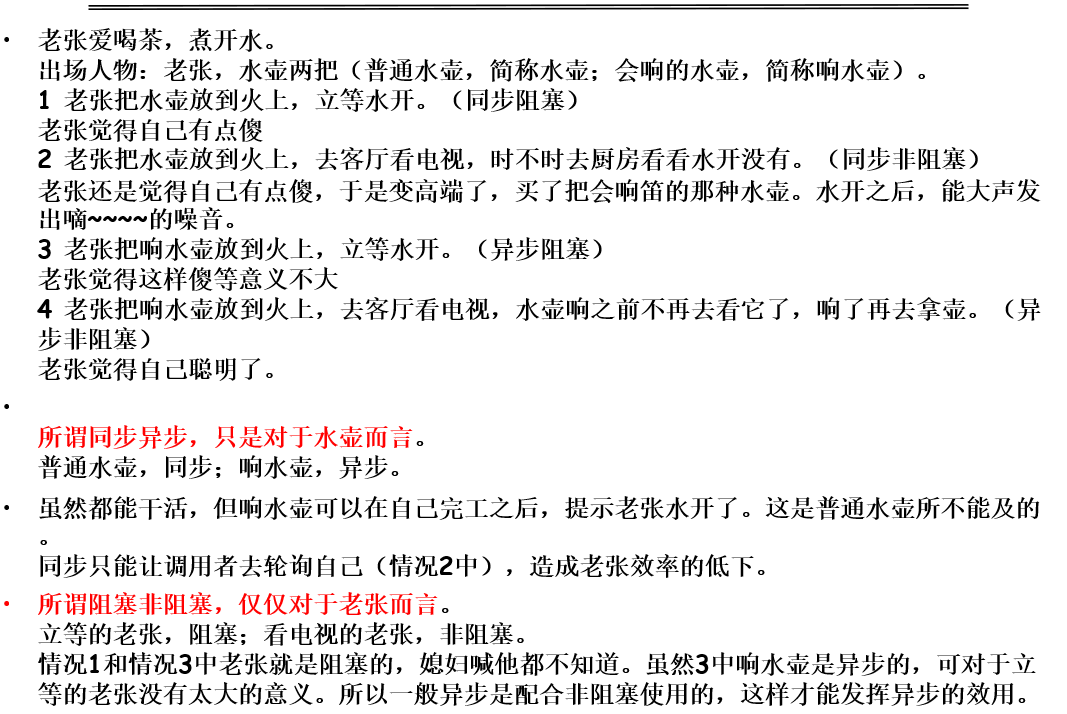 • 老张爱喝茶，煮开水。
出场人物：老张，水壶两把（普通水壶，简称水壶；会响的水壶，简称响水壶）。
1 老张把水壶放到火上，立等水开。（同步阻塞）
老张觉得自己有点傻
2 老张把水壶放到火上，去客厅看电视，时不时去厨房看看水开没有。（同步非阻塞）
老张还是觉得自己有点傻，于是变高端了，买了把会响笛的那种水壶。水开之后，能大声发
出嘀~~~~的噪音。
3 老张把响水壶放到火上，立等水开。（异步阻塞）
老张觉得这样傻等意义不大
4 老张把响水壶放到火上，去客厅看电视，水壶响之前不再去看它了，响了再去拿壶。（异
步非阻塞）
老张觉得自己聪明了。
•
所谓同步异步，只是对于水壶而言。
普通水壶，同步；响水壶，异步。
• 虽然都能干活，但响水壶可以在自己完工之后，提示老张水开了。这是普通水壶所不能及的
。
同步只能让调用者去轮询自己（情况2中），造成老张效率的低下。
• 所谓阻塞非阻塞，仅仅对于老张而言。
立等的老张，阻塞；看电视的老张，非阻塞。
情况1和情况3中老张就是阻塞的，媳妇喊他都不知道。虽然3中响水壶是异步的，可对于立
等的老张没有太大的意义。所以一般异步是配合非阻塞使用的，这样才能发挥异步的效用。